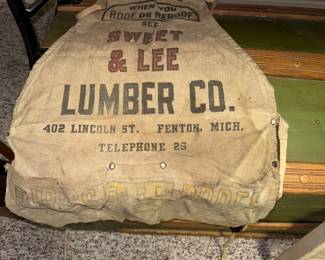 WHEN YOU
ROOF OR REROOF
SEE
SWEET
& LEE
LUMBER CO.
402 LINCOLN ST. FENTON, MICH.
TELEPHONE 25